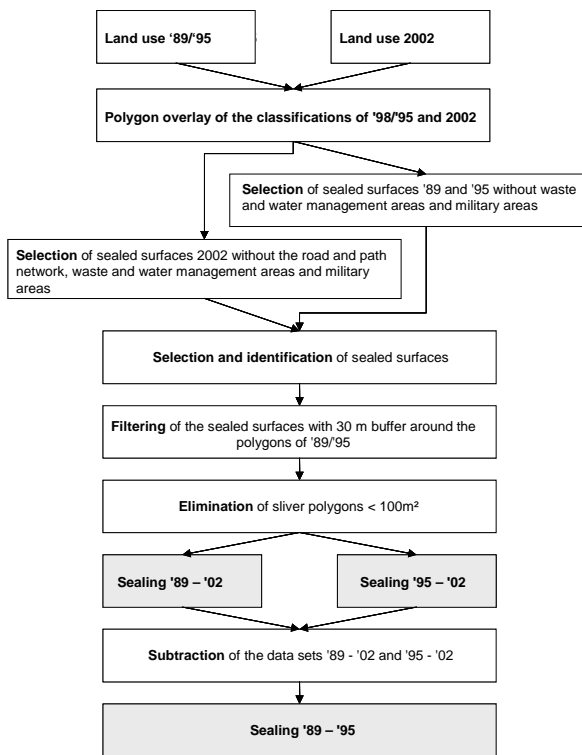 Land use ‘89/‘95
Land use 2002
Polygon overlay of the classifications of '98/'95 and 2002
Selection of sealed surfaces ’89 and ’95 without waste
and water management areas and military areas
Selection of sealed surfaces 2002 without the road and path
network, waste and water management areas and military
areas
Selection and identification of sealed surfaces
Filtering of the sealed surfaces with 30 m buffer around the
polygons of ’89/’95
Elimination of sliver polygons < 100m²
Sealing '89 – '02
Sealing '95 – '02
Subtraction of the data sets ’89 - ’02 and ’95 - ’02
Sealing '89 – '95